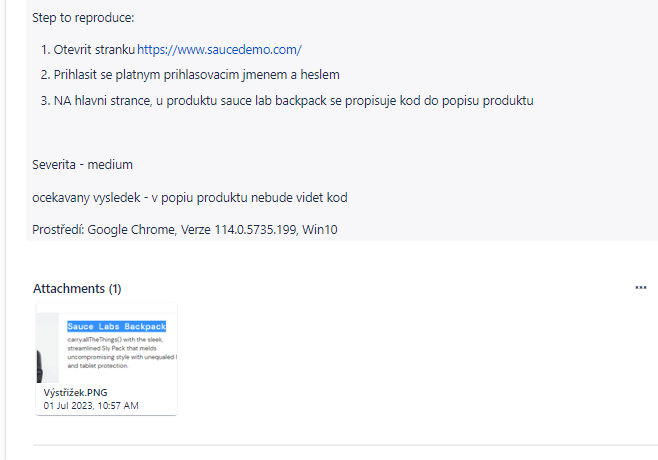 Step to reproduce:
1. Otevrit stranku https://www.saucedemo.com/
2. Prihlasit se platnym prihlasovacim jmenem a heslem
3. NA hlavni strance, u produktu sauce lab backpack se propisuje kod do popisu produktu
Severita - medium
ocekavany vysledek - v popiu produktu nebude videt kod
Prostředí: Google Chrome, Verze 114.0.5735.199, Win10
Attachments (1)
Sauce Labs Backpack
carry.allTheThings() with the sleek,
streamlined Sly Pack that melds
uncompromising style with unequaled l
and tablet protection.
Výstřižek.PNG
01 Jul 2023, 10:57 AM